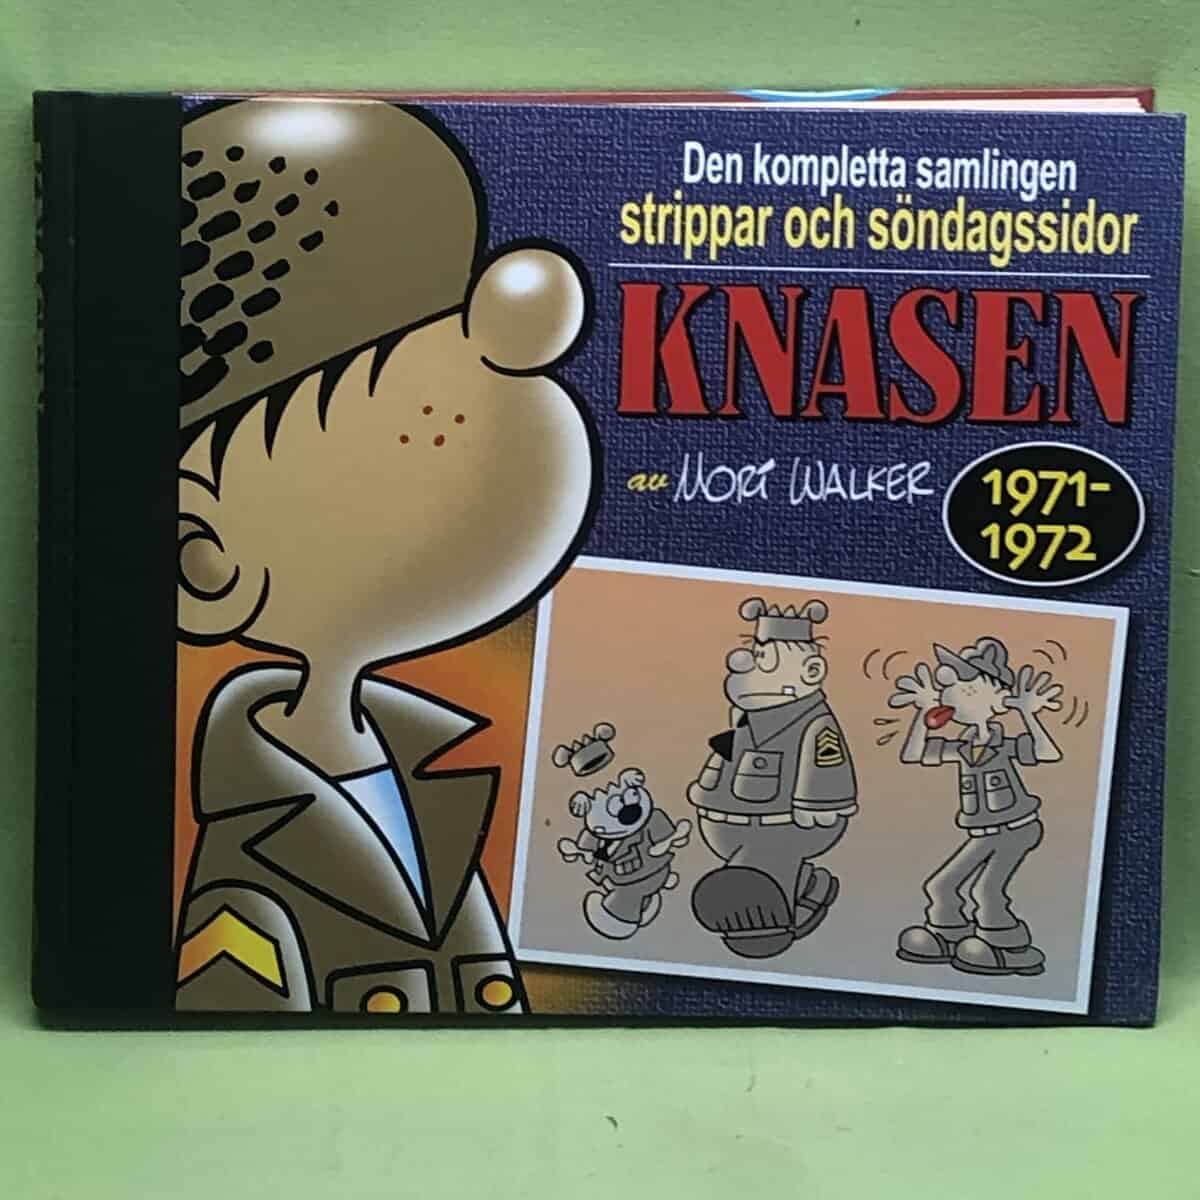 Den kompletta samlingen
strippar och söndagssidor
KNASEN
av MORT WALKER
1971-
1972